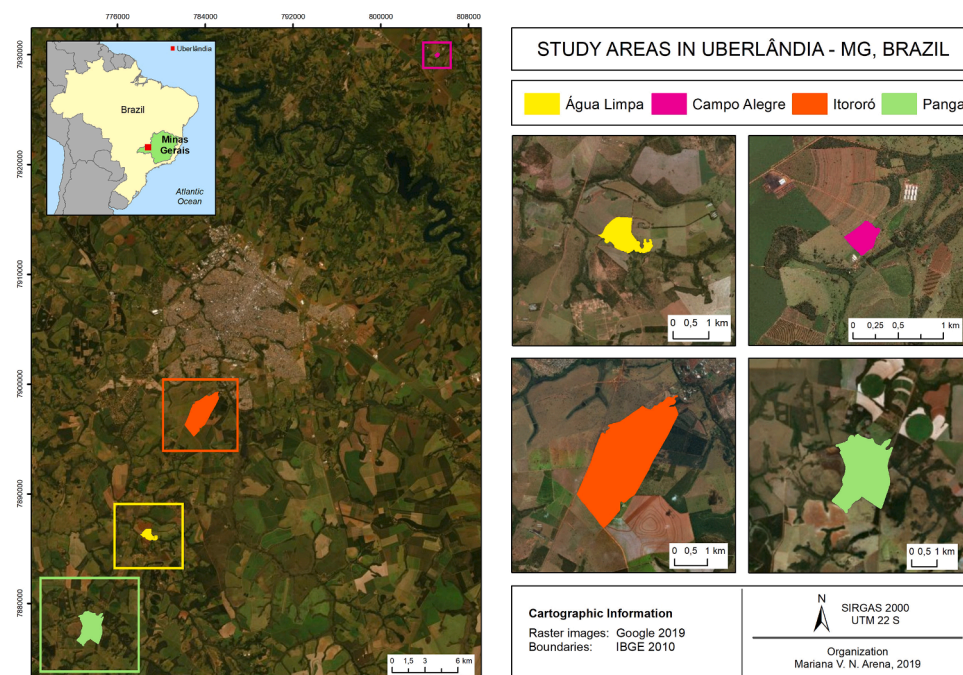 776000 784000 792000 800000 808000
7930000
7920000
7910000
7900000
7890000
7880000
Uberlândia
Brazil
Minas
Gerais
Atlantic
Ocean
0 1,5 3 6 km
STUDY AREAS IN UBERLÂNDIA - MG, BRAZIL
Água Limpa Campo Alegre Itororó Panga
0 0,5 1 km
0 0,25 0,5 1 km
0 0,5 1 km
0 0,5 1 km
Cartographic Information
Raster images: Google 2019
Boundaries: IBGE 2010
N
SIRGAS 2000
UTM 22 S
Organization
Mariana V. N. Arena, 2019